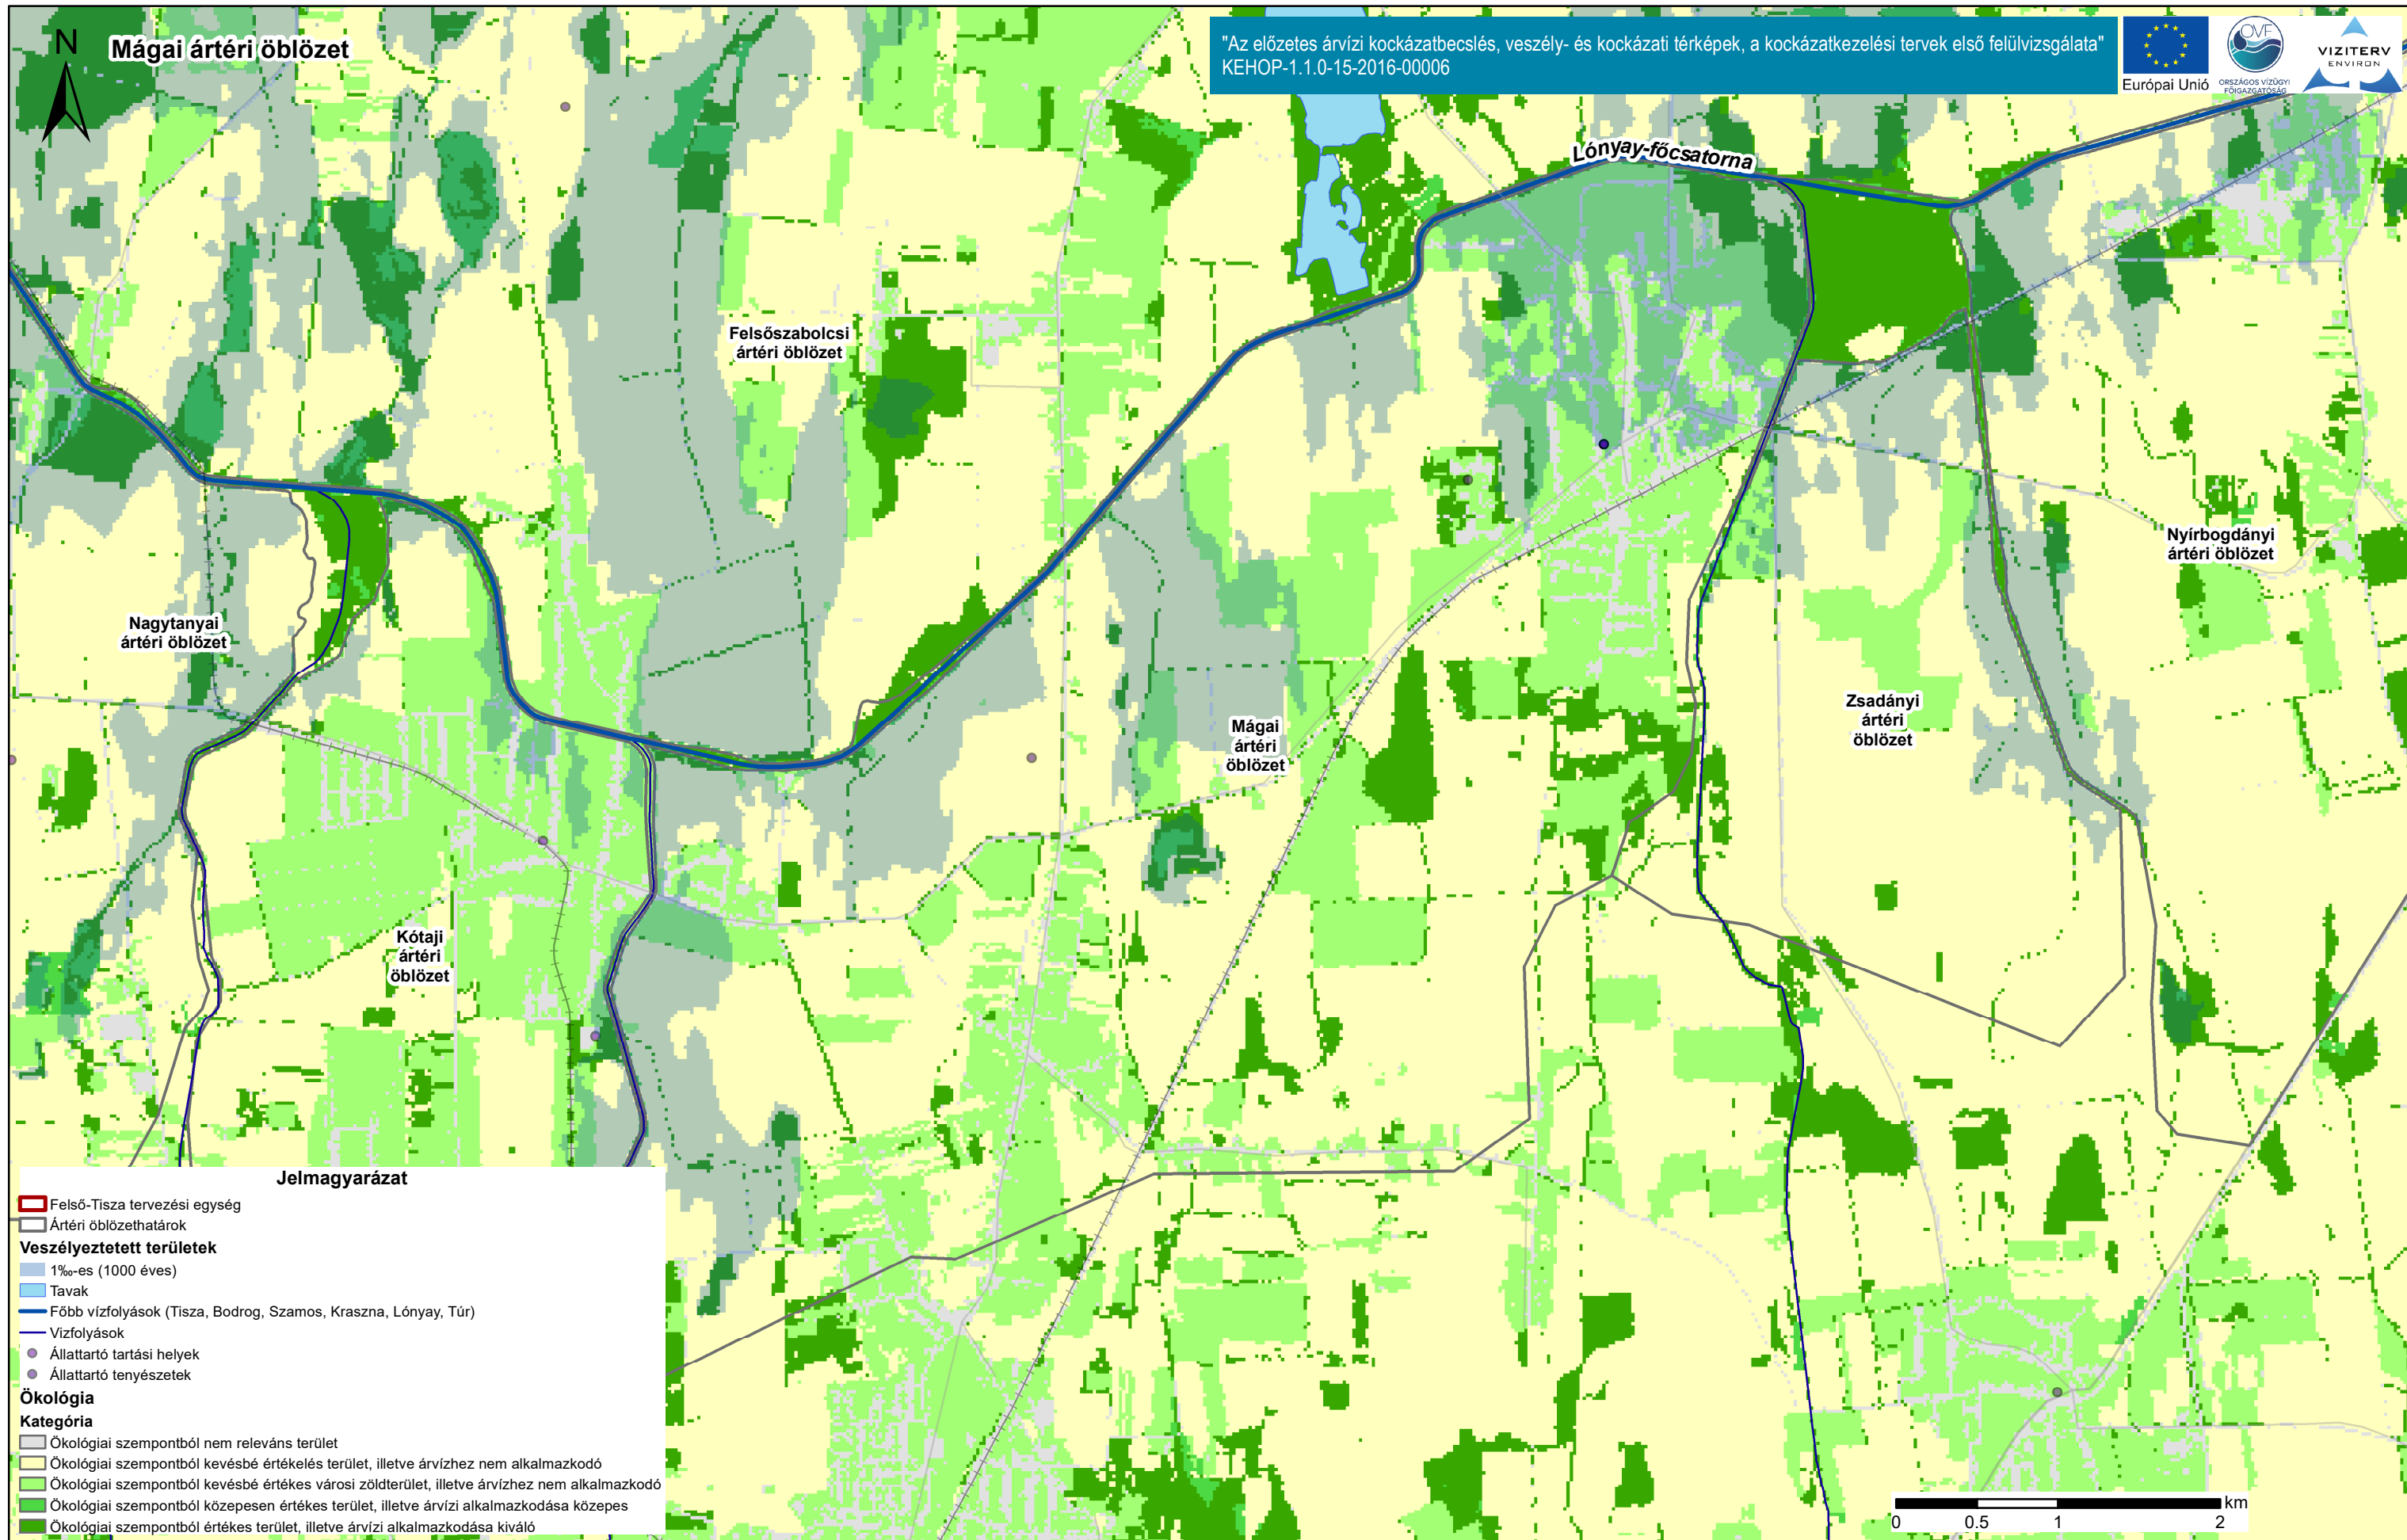 N
Mágai ártéri öblözet
"Az előzetes árvízi kockázatbecslés, veszély- és kockázati térképek, a kockázatkezelési tervek első felülvizsgálata"
KEHOP-1.1.0-15-2016-00006
Európai Unió
OVF
ORSZÁGOS VÍZÜGYI
FŐIGAZGATÓSÁG
VIZITERV
ENVIRON
Lónyay-főcsatorna
Felsőszabolcsi
ártéri öblözet
Nyírbogdányi
ártéri öblözet
Nagytanyai
ártéri öblözet
Zsadányi
ártéri
öblözet
Mágai
ártéri
öblözet
Kótaji
ártéri
öblözet
Jelmagyarázat
Felső-Tisza tervezési egység
Ártéri öblözethatárok
Veszélyeztetett területek
1‰-es (1000 éves)
Tavak
Főbb vízfolyások (Tisza, Bodrog, Szamos, Kraszna, Lónyay, Túr)
Vizfolyások
Állattartó tartási helyek
Állattartó tenyészetek
Ökológia
Kategória
Ökológiai szempontból nem releváns terület
Ökológiai szempontból kevésbé értékelés terület, illetve árvízhez nem alkalmazkodó
Ökológiai szempontból kevésbé értékes városi zöldterület, illetve árvízhez nem alkalmazkodó
Ökológiai szempontból közepesen értékes terület, illetve árvízi alkalmazkodása közepes
Ökológiai szempontból értékes terület, illetve árvízi alkalmazkodása kiváló
km
0 0.5 1 2